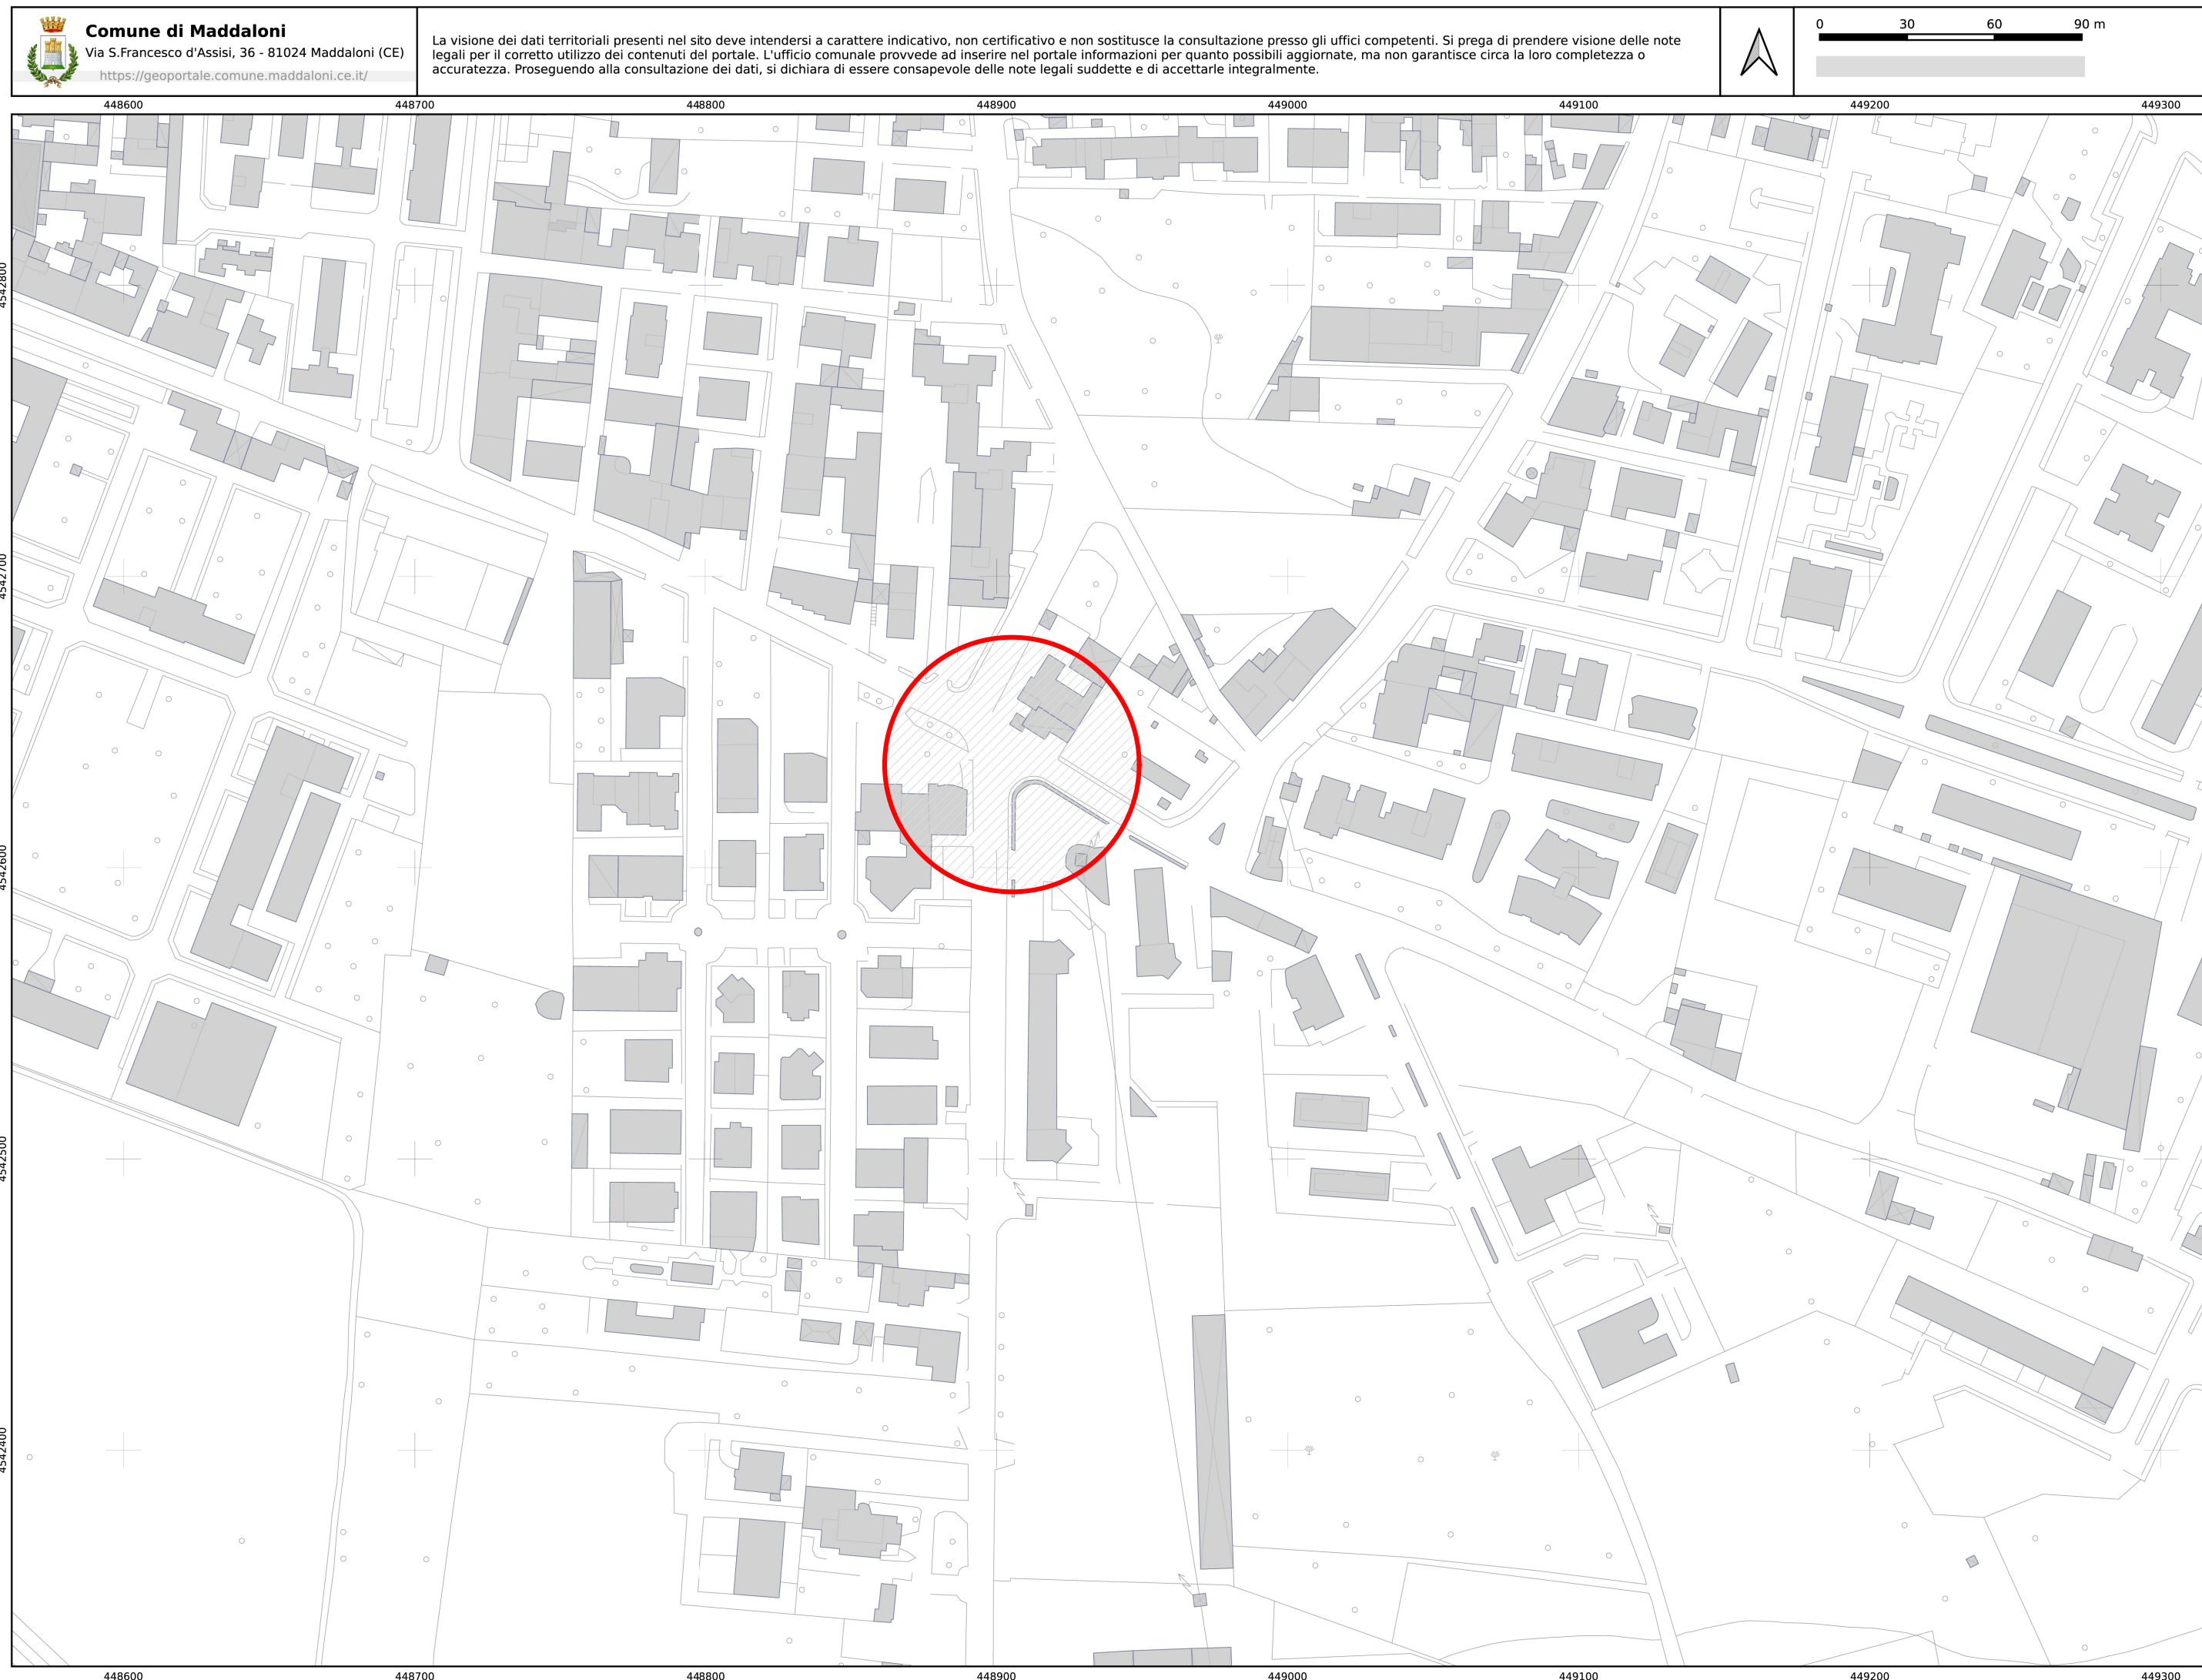 Comune di Maddaloni
Via S.Francesco d'Assisi, 36 - 81024 Maddaloni (CE)
https://geoportale.comune.maddaloni.ce.it/
La visione dei dati territoriali presenti nel sito deve intendersi a carattere indicativo, non certificativo e non sostitusce la consultazione presso gli uffici competenti. Si prega di prendere visione delle note
legali per il corretto utilizzo dei contenuti del portale. L'ufficio comunale provvede ad inserire nel portale informazioni per quanto possibili aggiornate, ma non garantisce circa la loro completezza o
accuratezza. Proseguendo alla consultazione dei dati, si dichiara di essere consapevole delle note legali suddette e di accettarle integralmente.
0 30 60 90 m
448600 448700 448800 448900 449000 449100 449200 449300
4542800
4542700
4542600
4542500
4542400
448600 448700 448800 448900 449000 449100 449200 449300